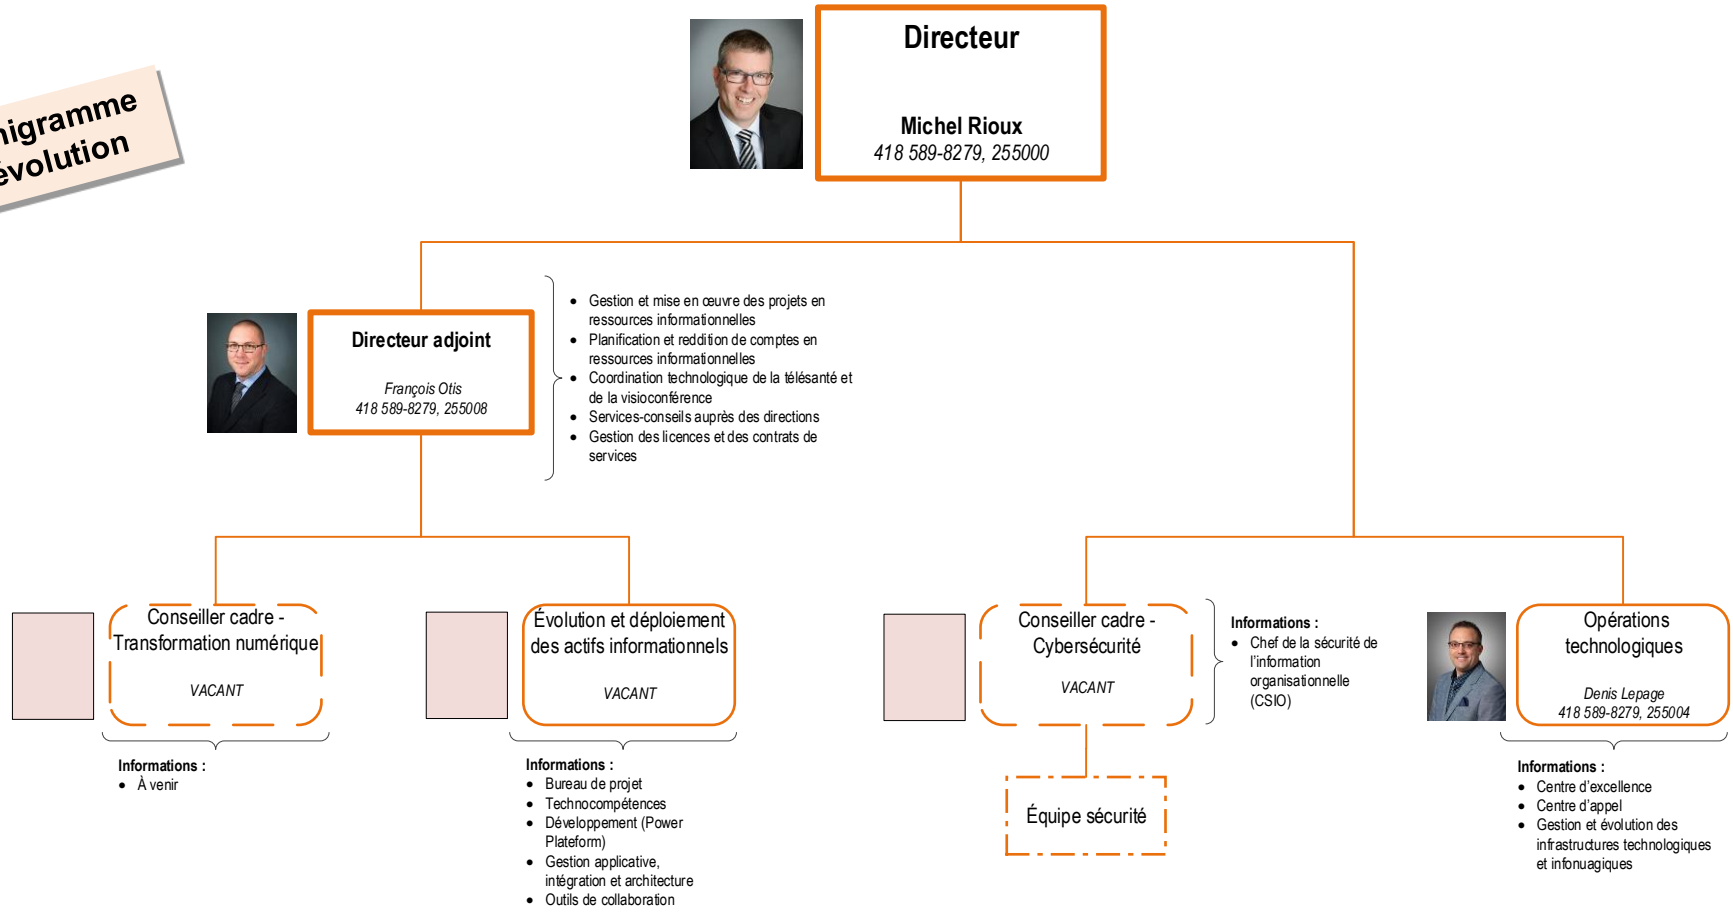 nigramme
évolution
Directeur
Michel Rioux
418 589-8279, 255000
Directeur adjoint
François Otis
418 589-8279, 255008
• Gestion et mise en œuvre des projets en
ressources informationnelles
• Planification et reddition de comptes en
ressources informationnelles
• Coordination technologique de la télésanté et
de la visioconférence
• Services-conseils auprès des directions
• Gestion des licences et des contrats de
services
Conseiller cadre -
Transformation numérique
VACANT
Informations :
• À venir
Évolution et déploiement
des actifs informationnels
VACANT
Informations :
• Bureau de projet
• Technocompétences
• Développement (Power
Plateform)
• Gestion applicative,
intégration et architecture
• Outils de collaboration
Conseiller cadre -
Cybersécurité
VACANT
Informations :
• Chef de la sécurité de
l'information
organisationnelle
(CSIO)
Équipe sécurité
Opérations
technologiques
Denis Lepage
418 589-8279, 255004
Informations :
• Centre d'excellence
• Centre d'appel
• Gestion et évolution des
infrastructures technologiques
et infonuagiques